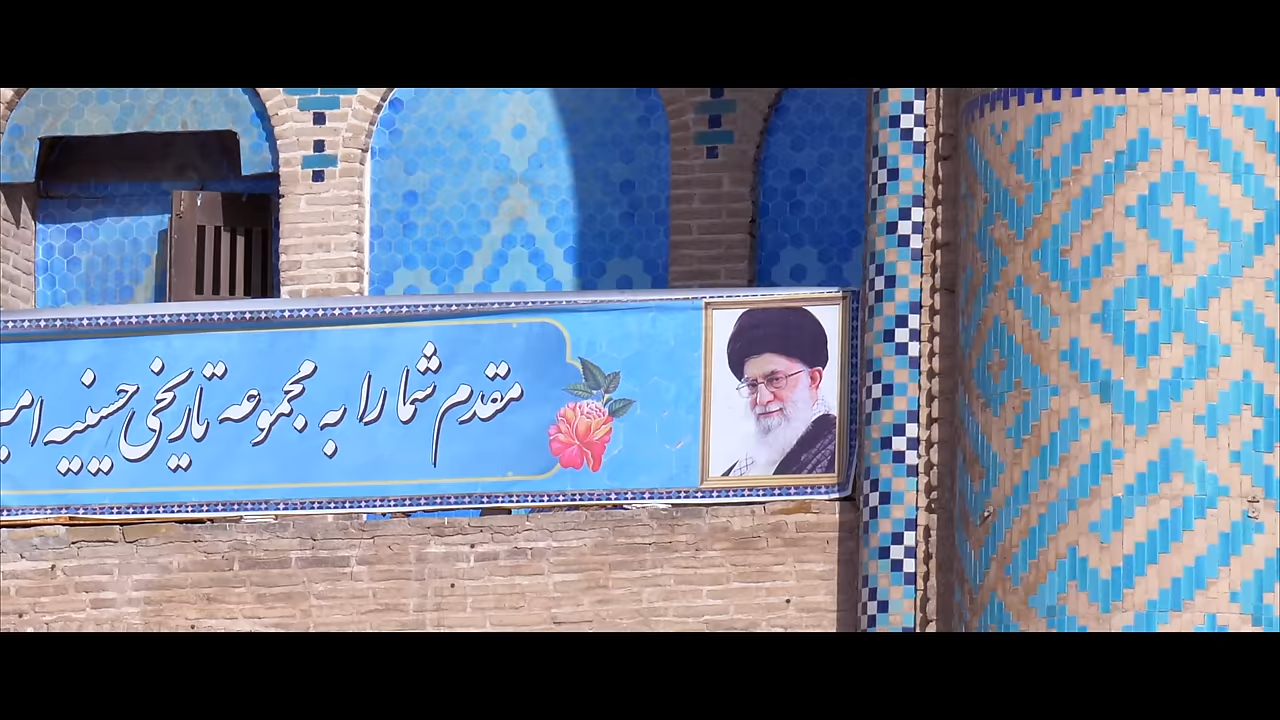 مقدم شما را به مجموعه تاریخی حسینیه